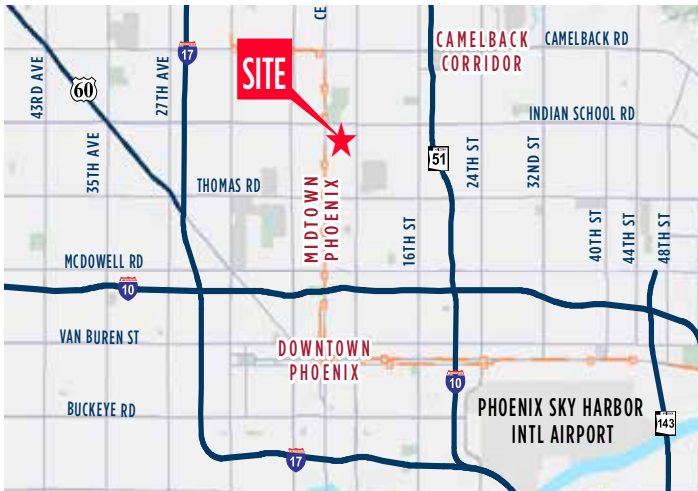 CE
CAMELBACK
CORRIDOR
CAMELBACK RD
17
SITE
43RD AVE
60
35TH AVE
27TH AVE
INDIAN SCHOOL RD
51
24TH ST
32ND ST
THOMAS RD
MIDTOWN
PHOENIX
16TH ST
40TH ST
44TH ST
48TH ST
MCDOWELL RD
10
VAN BUREN ST
DOWNTOWN
PHOENIX
10
BUCKEYE RD
PHOENIX SKY HARBOR
INTL AIRPORT
143
17